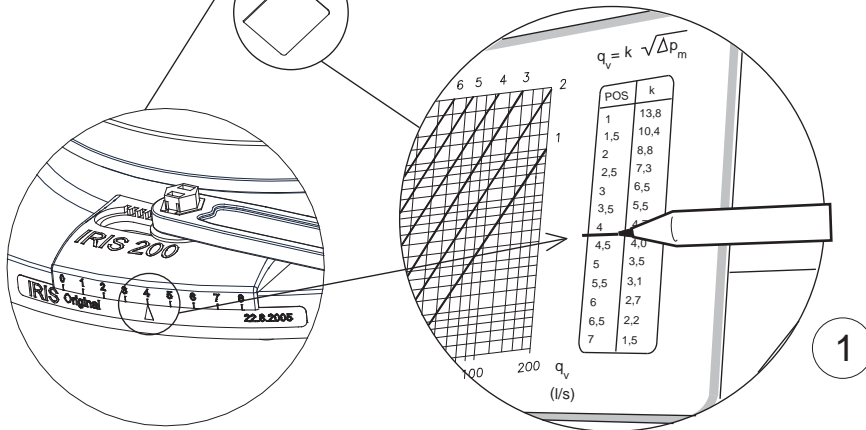 IRIS 200
0 1 2 3 4 5 6 7 8
IRIS Original
22.8.2005
qv = k √Δpm
6 5 4 3 2
1
100 200 qv
(l/s)
POS k
1 13,8
1,5 10,4
2 8,8
2,5 7,3
3 6,5
3,5 5,5
4
4,5 4,0
5 3,5
5,5 3,1
6 2,7
6,5 2,2
7 1,5
1